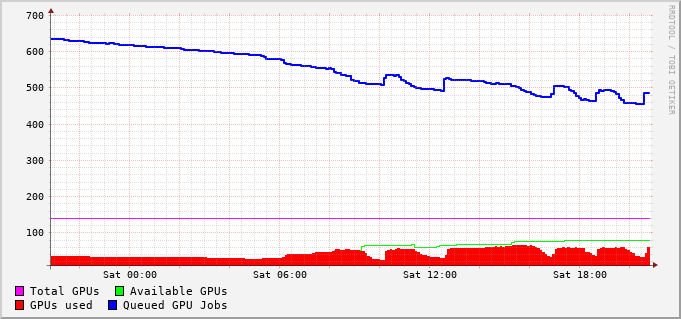 700
600
500
400
300
200
100
Sat 00:00 Sat 06:00 Sat 12:00 Sat 18:00
Total GPUs Available GPUs
GPUs used Queued GPU Jobs
RRDTOOL / TOBI OETIKER